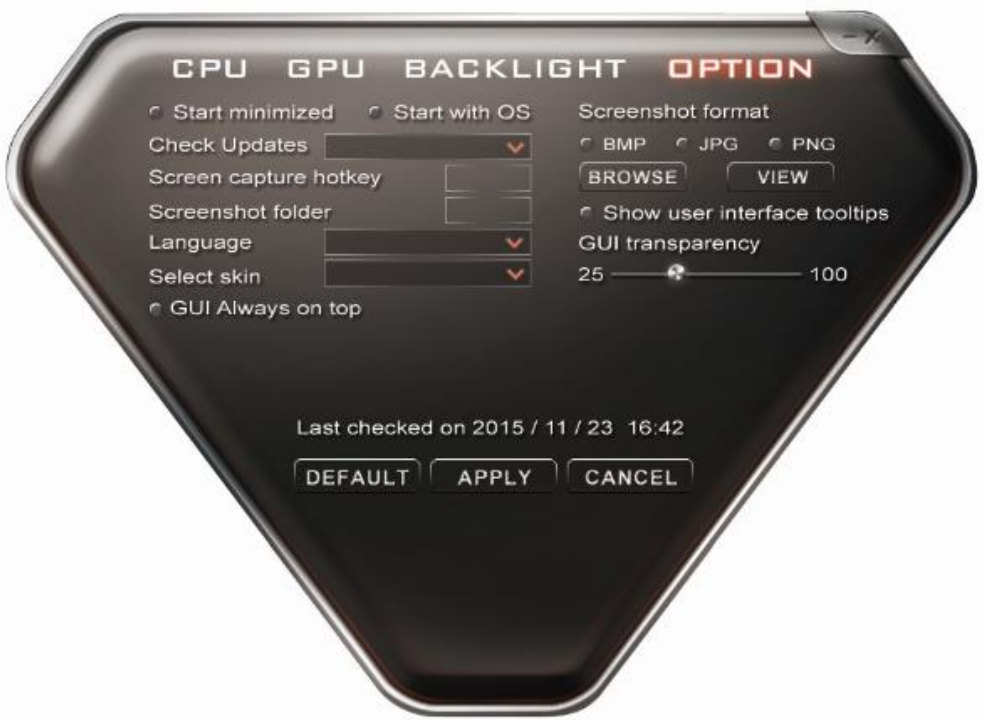 CPU GPU BACKLIGHT OPTION
Start minimized Start with OS
Check Updates
Screen capture hotkey
Screenshot folder
Language
Select skin
GUI Always on top
Screenshot format
BMP JPG PNG
BROWSE VIEW
Show user interface tooltips
GUI transparency
25 100
Last checked on 2015 / 11 / 23 16:42
DEFAULT APPLY CANCEL